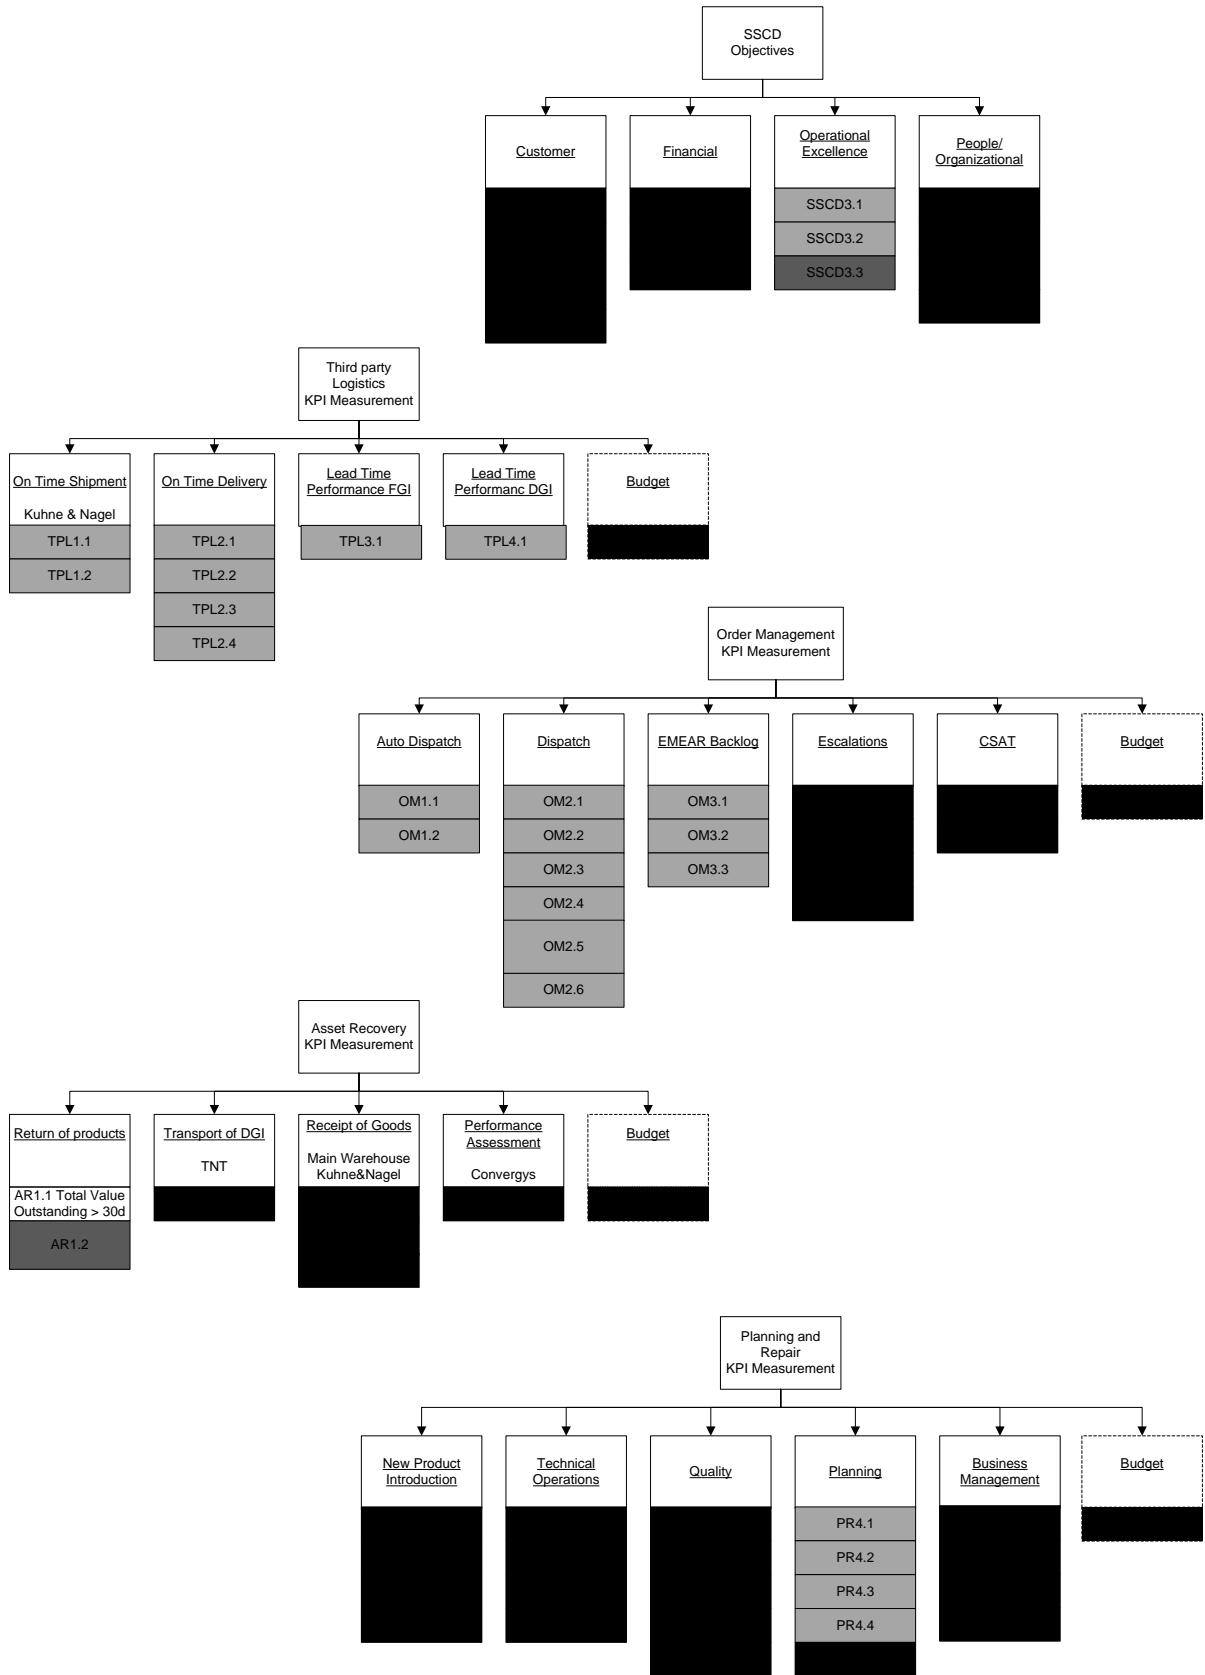 SSCD
Objectives
Customer
Financial
Operational
Excellence
People/
Organizational
SSCD3.1
SSCD3.2
SSCD3.3
Third party
Logistics
KPI Measurement
On Time Shipment
Kuhne & Nagel
On Time Delivery
Lead Time
Performance FGI
Lead Time
Performanc DGI
Budget
TPL1.1
TPL1.2
TPL2.1
TPL2.2
TPL2.3
TPL2.4
TPL3.1
TPL4.1
Order Management
KPI Measurement
Auto Dispatch
Dispatch
EMEAR Backlog
Escalations
CSAT
Budget
OM1.1
OM1.2
OM2.1
OM2.2
OM2.3
OM2.4
OM2.5
OM2.6
OM3.1
OM3.2
OM3.3
Asset Recovery
KPI Measurement
Return of products
Transport of DGI
TNT
Receipt of Goods
Main Warehouse
Kuhne&Nagel
Performance
Assessment
Convergys
Budget
AR1.1 Total Value
Outstanding > 30d
AR1.2
Planning and
Repair
KPI Measurement
New Product
Introduction
Technical
Operations
Quality
Planning
Business
Management
Budget
PR4.1
PR4.2
PR4.3
PR4.4